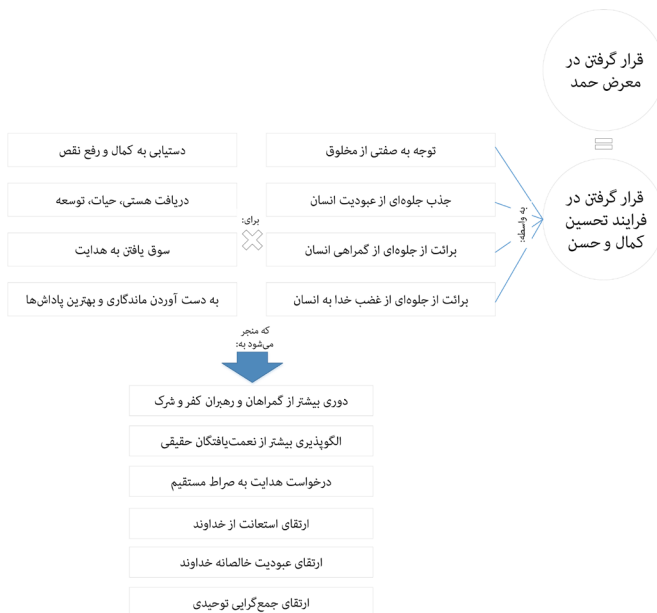 قرار گرفتن در
معرض حمد
قرار گرفتن در
فرایند تحسین
کمال و حسن
به واسطه:
توجه به صفتی از مخلوق
جذب جلوه‌ای از عبودیت انسان
برائت از جلوه‌ای از گمراهی انسان
برائت از جلوه‌ای از غضب خدا به انسان
برای:
دستیابی به کمال و رفع نقص
دریافت هستی، حیات، توسعه
سوق یافتن به هدایت
به دست آوردن ماندگاری و بهترین پاداش‌ها
که منجر
می‌شود به:
دوری بیشتر از گمراهان و رهبران کفر و شرک
الگوپذیری بیشتر از نعمت‌یافتگان حقیقی
درخواست هدایت به صراط مستقیم
ارتقای استعانت از خداوند
ارتقای عبودیت خالصانه خداوند
ارتقای جمع‌گرایی توحیدی